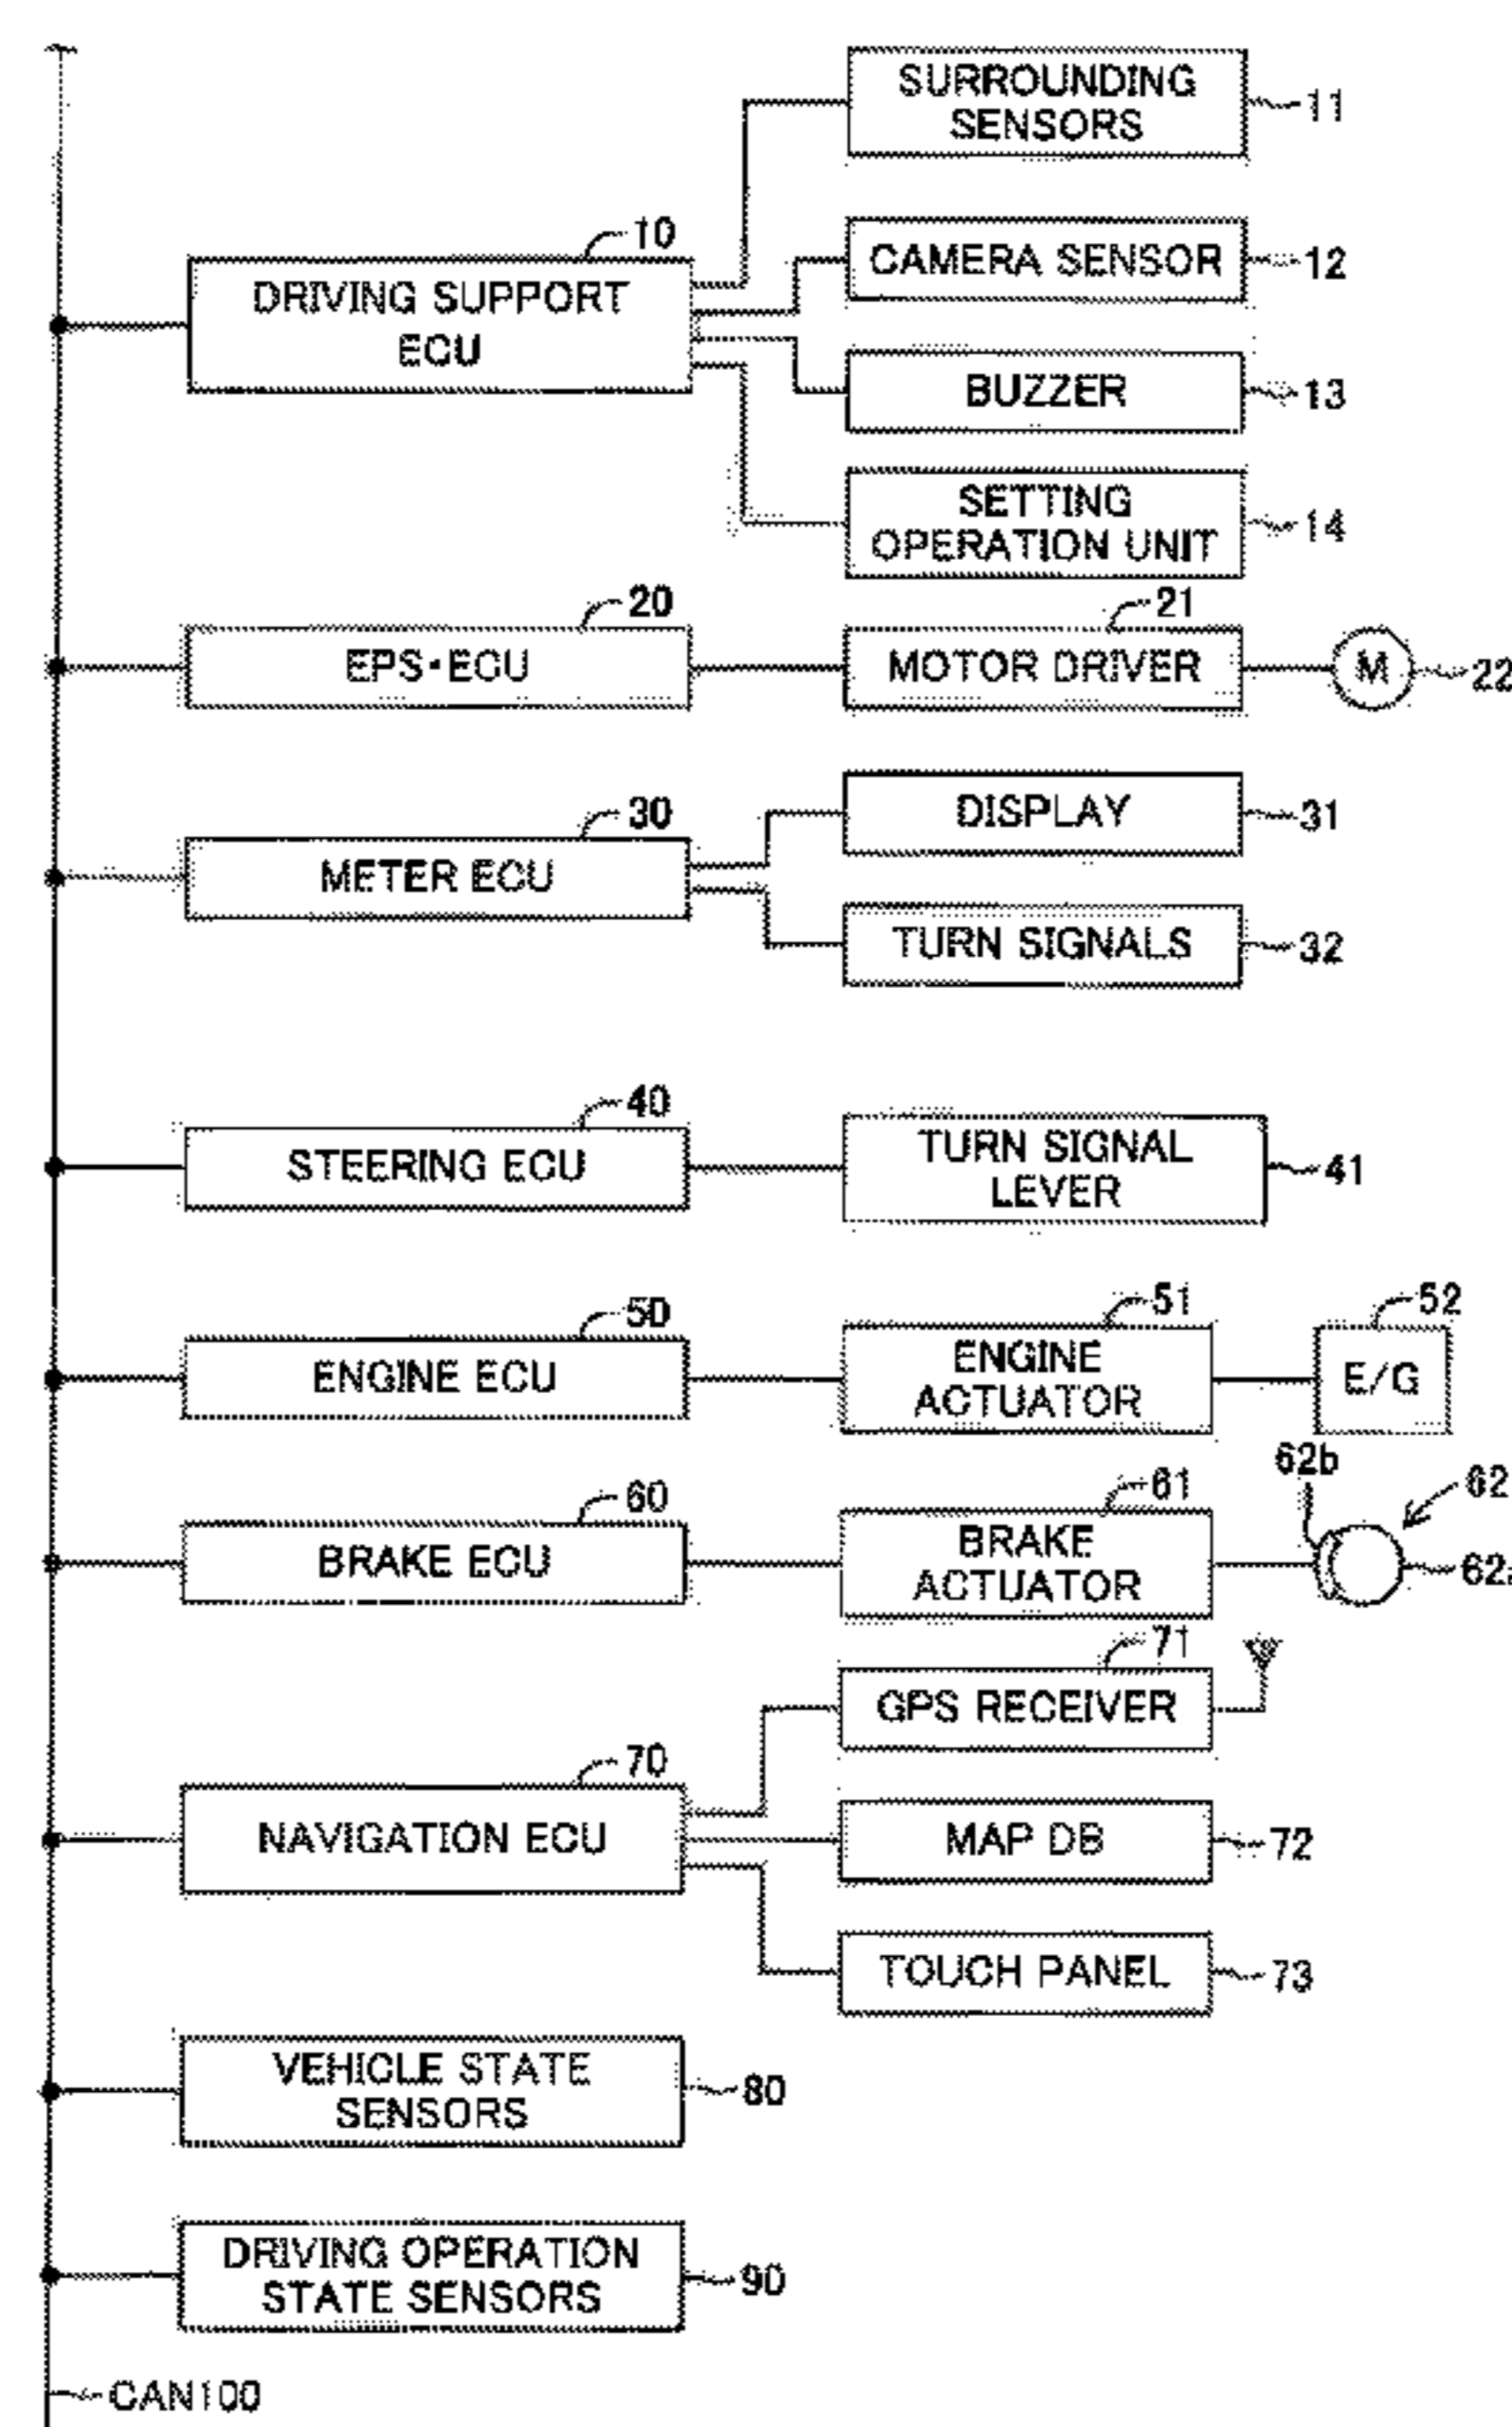 SURROUNDING
SENSORS
11
10
DRIVING SUPPORT
ECU
CAMERA SENSOR
12
BUZZER
13
SETTING
OPERATION UNIT
14
20
EPS・ECU
21
MOTOR DRIVER
M
22
30
METER ECU
DISPLAY
31
TURN SIGNALS
32
40
STEERING ECU
TURN SIGNAL
LEVER
41
50
ENGINE ECU
51
ENGINE
ACTUATOR
52
E/G
60
BRAKE ECU
61
BRAKE
ACTUATOR
62b
62
62a
71
GPS RECEIVER
70
NAVIGATION ECU
MAP DB
72
TOUCH PANEL
73
VEHICLE STATE
SENSORS
80
DRIVING OPERATION
STATE SENSORS
90
CAN100